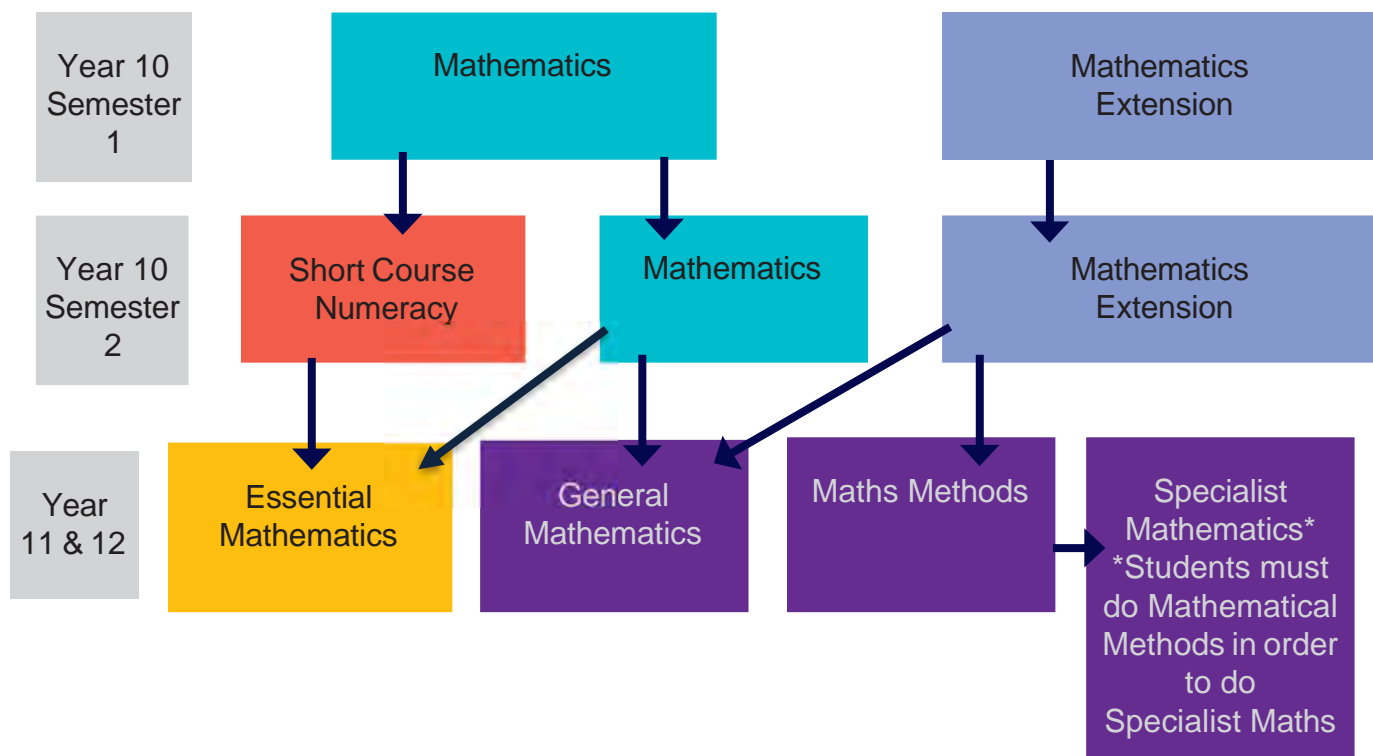 Year 10
Semester
1
Mathematics
Mathematics
Extension
Year 10
Semester
2
Short Course
Numeracy
Mathematics
Mathematics
Extension
Year
11 & 12
Essential
Mathematics
General
Mathematics
Maths Methods
Specialist
Mathematics*
*Students must
do Mathematical
Methods in order
to do
Specialist Maths